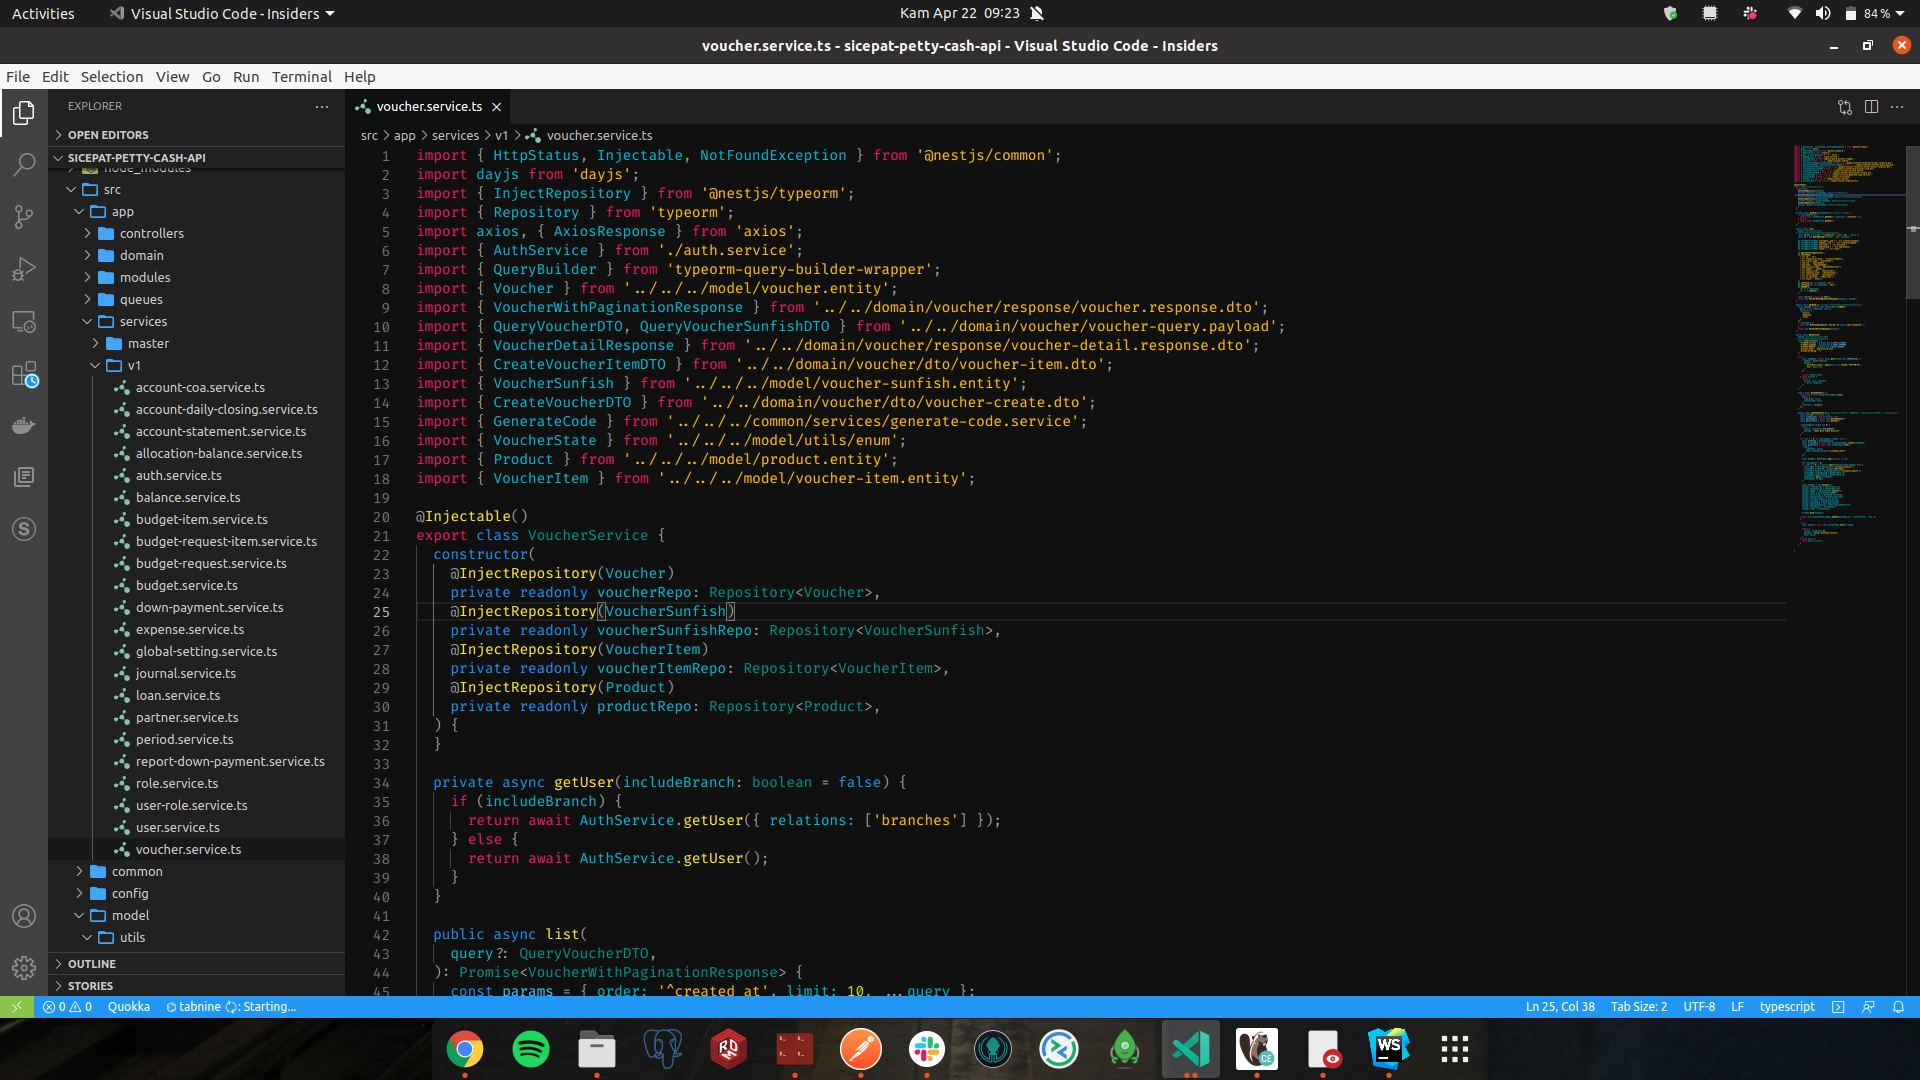 Activities
Visual Studio Code - Insiders
Kam Apr 22 09:23
84 %
voucher.service.ts - sicepat-petty-cash-api - Visual Studio Code - Insiders
File Edit Selection View Go Run Terminal Help
EXPLORER
OPEN EDITORS
SICEPAT-PETTY-CASH-API
node_modules
src
app
controllers
domain
modules
queues
services
master
v1
account-coa.service.ts
account-daily-closing.service.ts
account-statement.service.ts
allocation-balance.service.ts
auth.service.ts
balance.service.ts
budget-item.service.ts
budget-request-item.service.ts
budget-request.service.ts
budget.service.ts
down-payment.service.ts
expense.service.ts
global-setting.service.ts
journal.service.ts
loan.service.ts
partner.service.ts
period.service.ts
report-down-payment.service.ts
role.service.ts
user-role.service.ts
user.service.ts
voucher.service.ts
common
config
model
utils
OUTLINE
STORIES
voucher.service.ts
src > app > services > v1 > voucher.service.ts
1 import { HttpStatus, Injectable, NotFoundException } from '@nestjs/common';
2 import dayjs from 'dayjs';
3 import { InjectRepository } from '@nestjs/typeorm';
4 import { Repository } from 'typeorm';
5 import axios, { AxiosResponse } from 'axios';
6 import { AuthService } from './auth.service';
7 import { QueryBuilder } from 'typeorm-query-builder-wrapper';
8 import { Voucher } from '../../../model/voucher.entity';
9 import { VoucherWithPaginationResponse } from '../../domain/voucher/response/voucher.response.dto';
10 import { QueryVoucherDTO, QueryVoucherSunfishDTO } from '../../domain/voucher/voucher-query.payload';
11 import { VoucherDetailResponse } from '../../domain/voucher/response/voucher-detail.response.dto';
12 import { CreateVoucherItemDTO } from '../../domain/voucher/dto/voucher-item.dto';
13 import { VoucherSunfish } from '../../../model/voucher-sunfish.entity';
14 import { CreateVoucherDTO } from '../../domain/voucher/dto/voucher-create.dto';
15 import { GenerateCode } from '../../../common/services/generate-code.service';
16 import { VoucherState } from '../../../model/utils/enum';
17 import { Product } from '../../../model/product.entity';
18 import { VoucherItem } from '../../../model/voucher-item.entity';
19
20 @Injectable()
21 export class VoucherService {
22 constructor(
23 @InjectRepository(Voucher)
24 private readonly voucherRepo: Repository<Voucher>,
25 @InjectRepository(VoucherSunfish)
26 private readonly voucherSunfishRepo: Repository<VoucherSunfish>,
27 @InjectRepository(VoucherItem)
28 private readonly voucherItemRepo: Repository<VoucherItem>,
29 @InjectRepository(Product)
30 private readonly productRepo: Repository<Product>,
31 ) {
32 }
33
34 private async getUser(includeBranch: boolean = false) {
35 if (includeBranch) {
36 return await AuthService.getUser({ relations: ['branches'] });
37 } else {
38 return await AuthService.getUser();
39 }
40 }
41
42 public async list(
43 query?: QueryVoucherDTO,
44 ): Promise<VoucherWithPaginationResponse> {
45 const params = { order: '^created_at', limit: 10, ...query };
0 0 Quokka tabnine : Starting...
Ln 25, Col 38 Tab Size: 2 UTF-8 LF typescript
RD
CE
WS